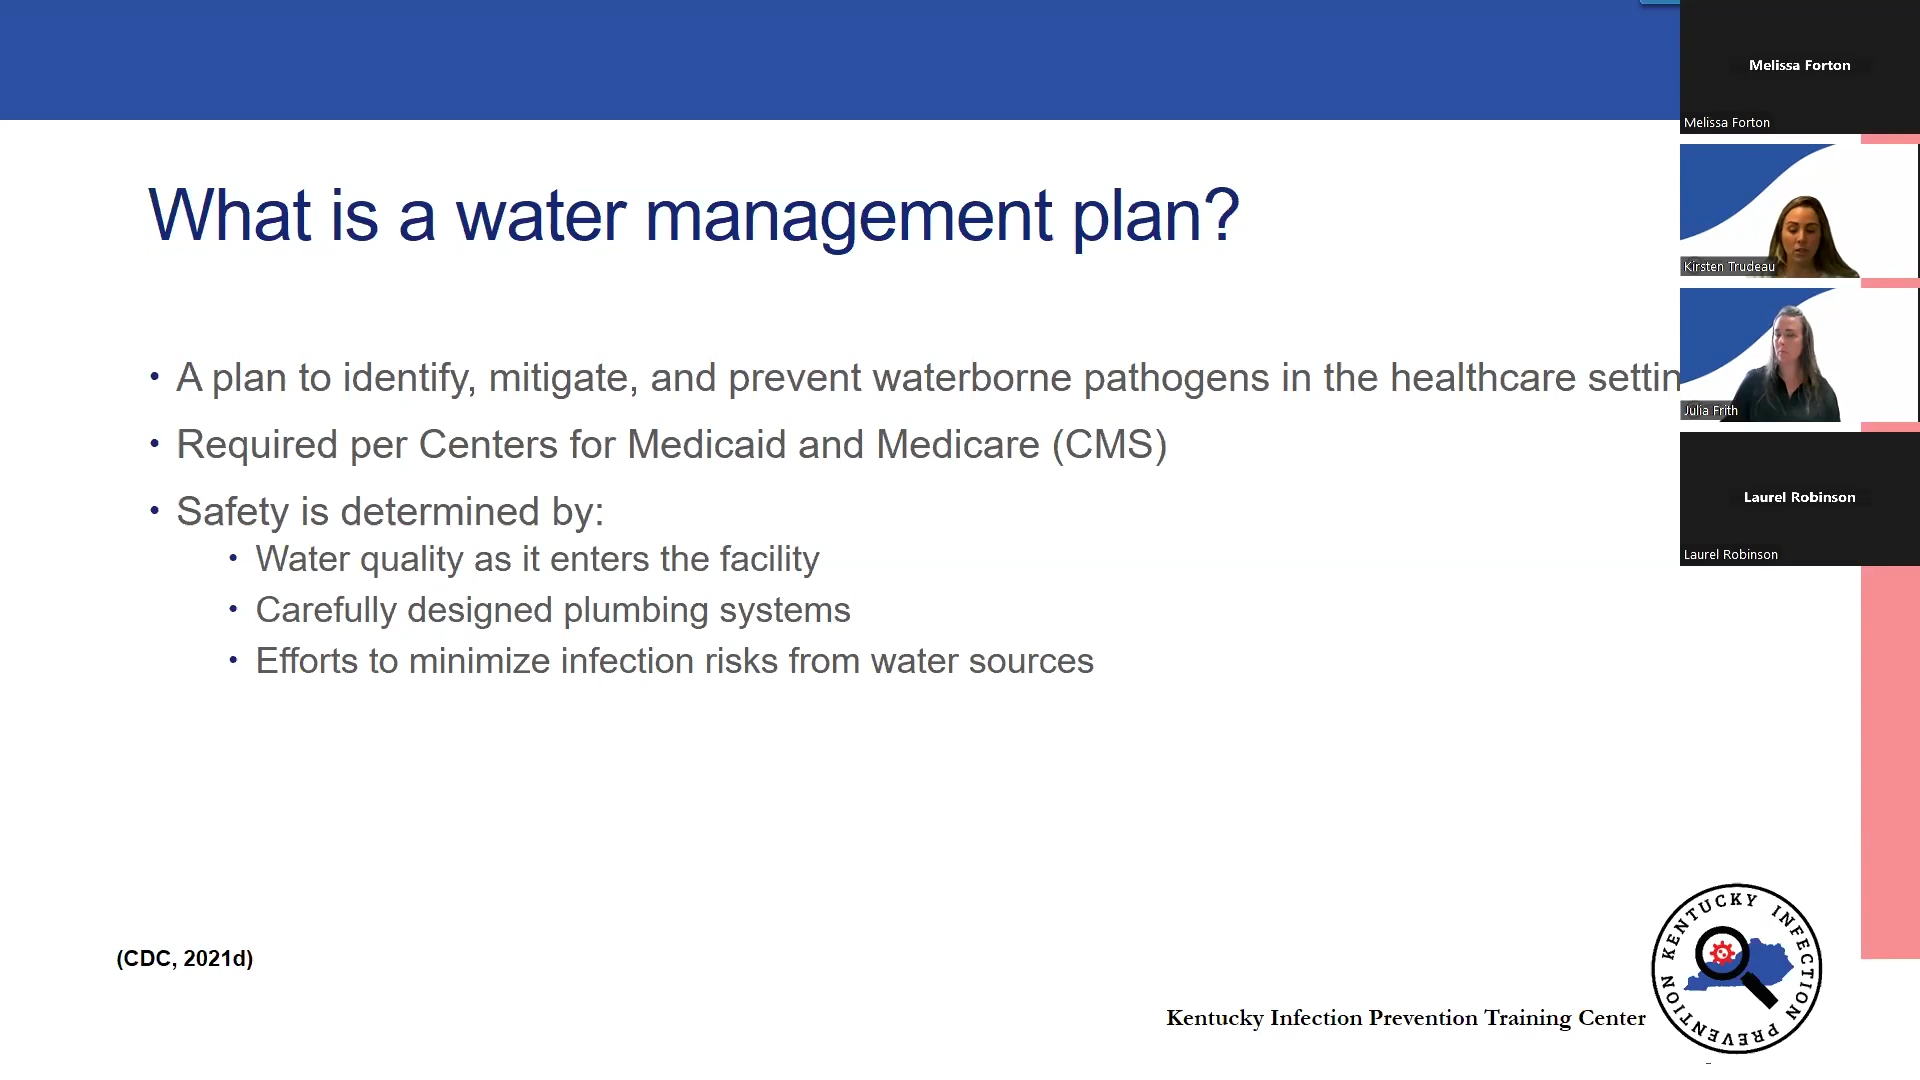 What is a water management plan?
• A plan to identify, mitigate, and prevent waterborne pathogens in the healthcare settin
• Required per Centers for Medicaid and Medicare (CMS)
• Safety is determined by:
• Water quality as it enters the facility
• Carefully designed plumbing systems
• Efforts to minimize infection risks from water sources
(CDC, 2021d)
Kentucky Infection Prevention Training Center
KENTUCKY INFECTION PREVENTION
Melissa Forton
Melissa Forton
Kirsten Trudeau
Julia Frith
Laurel Robinson
Laurel Robinson